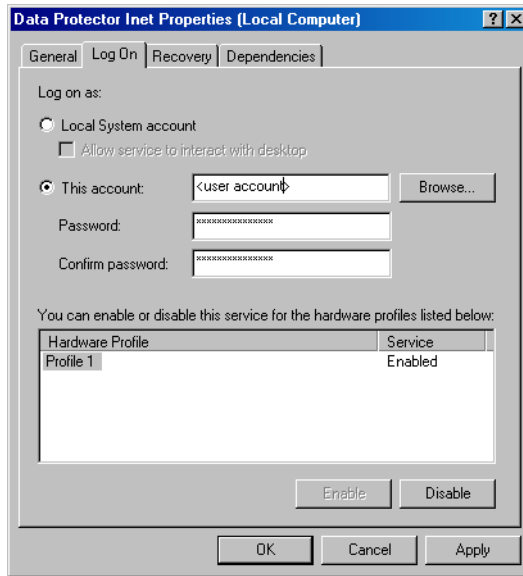 Data Protector Inet Properties (Local Computer)
General Log On Recovery Dependencies
Log on as:
Local System account
Allow service to interact with desktop
This account: <user account> Browse...
Password: xxxxxxxxxxxxxxx
Confirm password: xxxxxxxxxxxxxxx
You can enable or disable this service for the hardware profiles listed below:
Hardware Profile Service
Profile 1 Enabled
Enable Disable
OK Cancel Apply